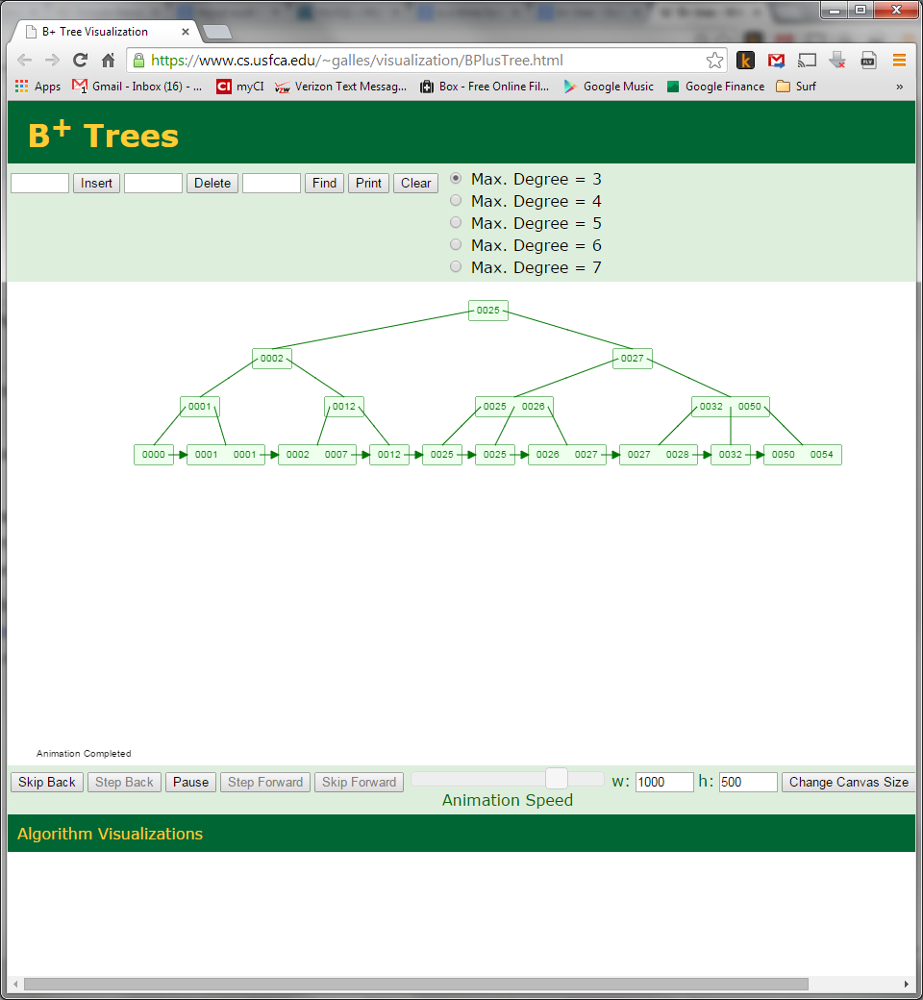 B+ Tree Visualization
https://www.cs.usfca.edu/~galles/visualization/BPlusTree.html
Apps 1 Gmail - Inbox (16) - ... CI myCI VZW Verizon Text Messag... Box - Free Online Fil... Google Music Google Finance Surf »
B+ Trees
Insert Delete Find Print Clear
Max. Degree = 3
Max. Degree = 4
Max. Degree = 5
Max. Degree = 6
Max. Degree = 7
0025
0002 0027
0001 0012 0025 0026 0032 0050
0000 0001 0001 0002 0007 0012 0025 0025 0026 0027 0027 0028 0032 0050 0054
Animation Completed
Skip Back Step Back Pause Step Forward Skip Forward w: 1000 h: 500 Change Canvas Size
Animation Speed
Algorithm Visualizations